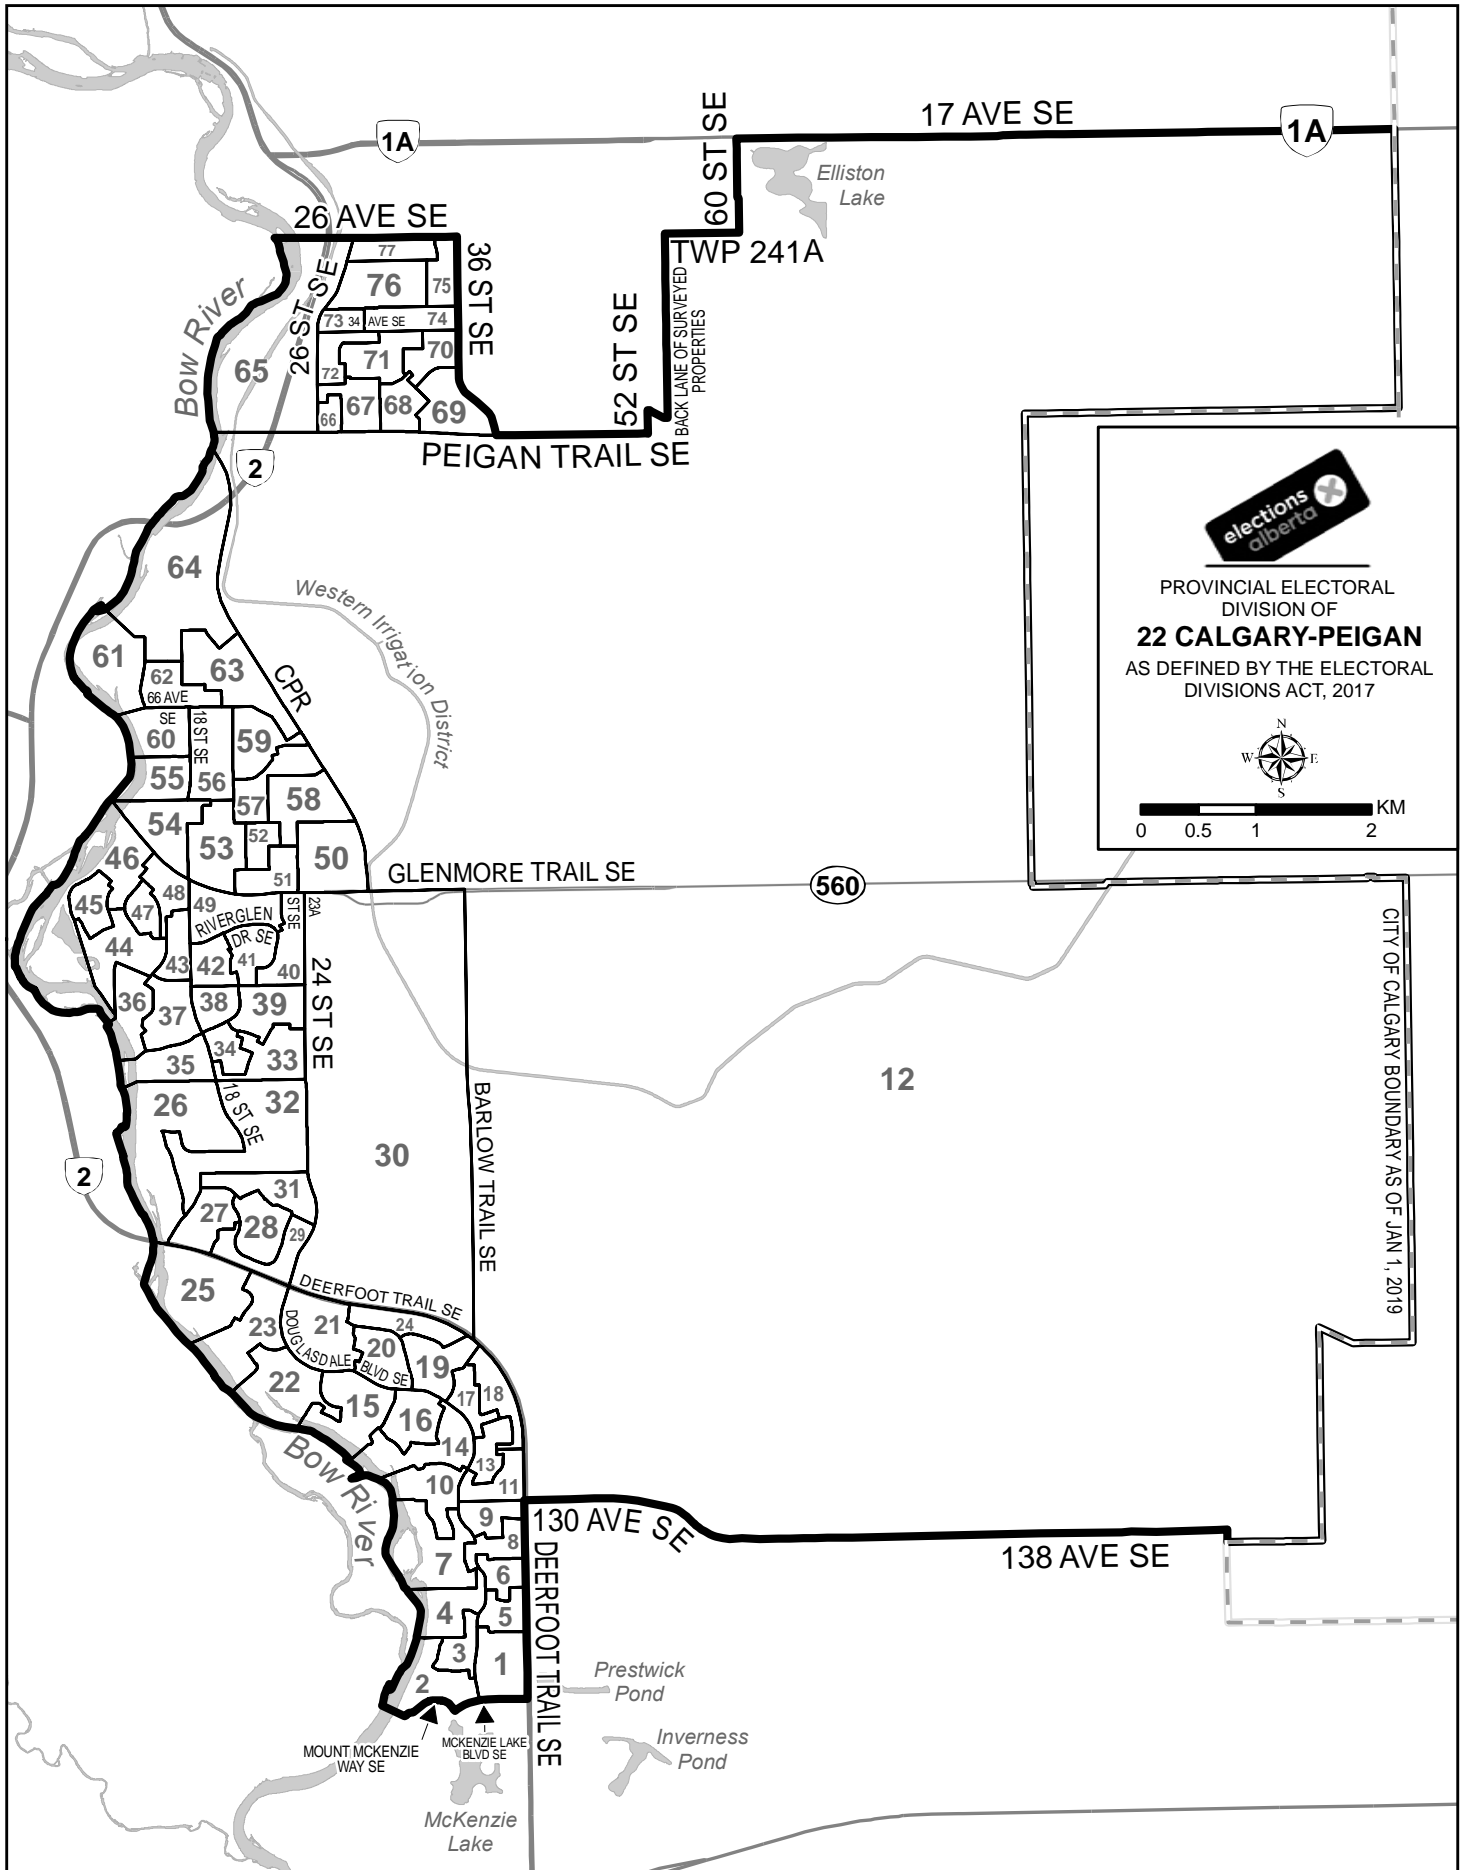 17 AVE SE
1A
1A
60 ST SE
Elliston
Lake
26 AVE SE
TWP 241A
77
36 ST SE
Bow River
26 ST SE
76
75
BACK LANE OF SURVEYED
PROPERTIES
52 ST SE
73
34
AVE SE
74
65
72
71
70
66
67
68
69
PEIGAN TRAIL SE
2
elections
alberta
PROVINCIAL ELECTORAL
DIVISION OF
22 CALGARY-PEIGAN
AS DEFINED BY THE ELECTORAL
DIVISIONS ACT, 2017
N
W
E
S
KM
0
0.5
1
2
64
Western Irrigation District
61
62
63
66 AVE
SE
CPR
60
18 ST SE
59
55
56
57
58
54
53
52
50
46
51
GLENMORE TRAIL SE
560
45
47
48
49
RIVERGLEN
DR SE
23A
ST SE
44
43
42
41
40
CITY OF CALGARY BOUNDARY AS OF JAN 1, 2019
24 ST SE
36
37
38
39
35
34
33
12
26
18 ST SE
32
BARLOW TRAIL SE
30
2
31
27
28
29
25
DEERFOOT TRAIL SE
23
DOUGLASDALE
BLVD SE
21
24
20
19
22
15
16
17
18
14
13
Bow River
10
11
9
130 AVE SE
138 AVE SE
8
7
6
DEERFOOT TRAIL SE
4
5
3
1
2
Prestwick
Pond
MOUNT MCKENZIE
WAY SE
MCKENZIE LAKE
BLVD SE
Inverness
Pond
McKenzie
Lake